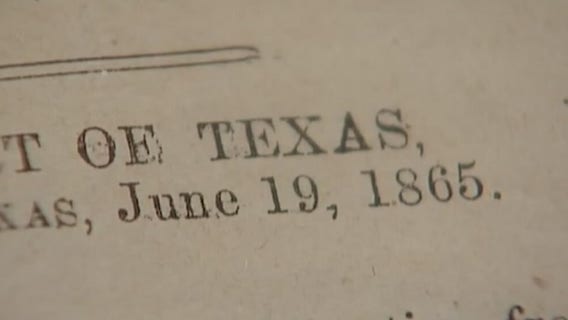 T OF TEXAS,
XAS, June 19, 1865.